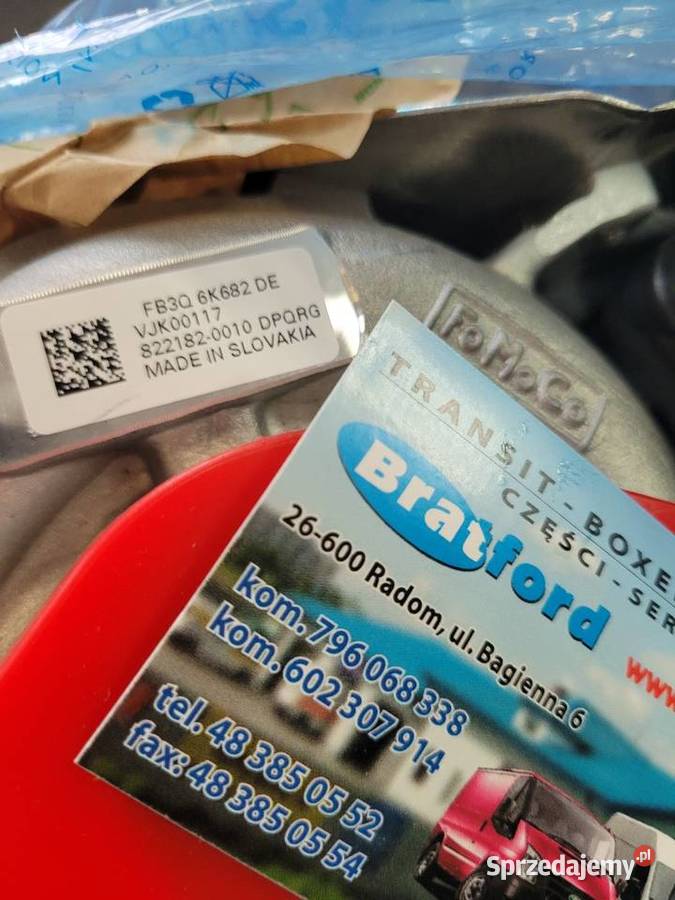 FB3Q 6K682 DE
VJK00117
822182-0010 DPQRG
MADE IN SLOVAKIA
FoMoCo
TRANSIT - BOXE
CZĘŚCI - SER
Bratford
26-600 Radom, ul. Bagienna 6
www
kom. 796 068 338
kom. 602 307 914
tel. 48 385 05 52
fax: 48 385 05 54
Sprzedajemy.pl